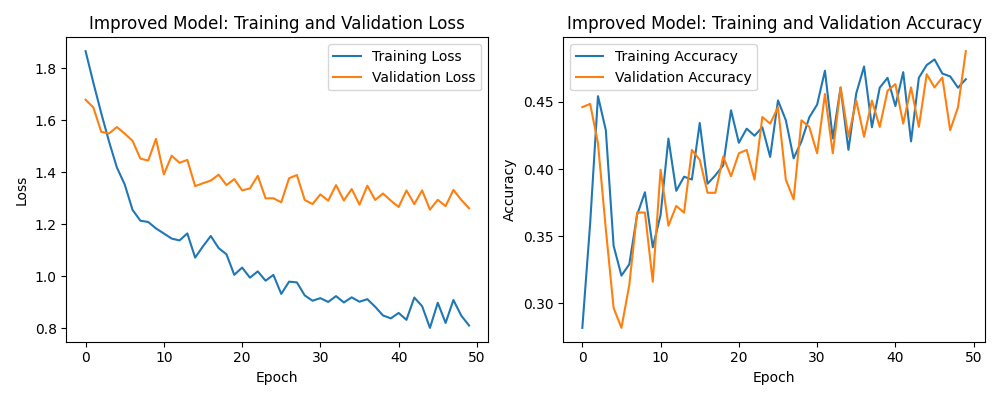 Improved Model: Training and Validation Loss
Training Loss
Validation Loss
1.8
1.6
1.4
1.2
1.0
0.8
Loss
0 10 20 30 40 50
Epoch
Improved Model: Training and Validation Accuracy
Training Accuracy
Validation Accuracy
0.45
0.40
0.35
0.30
Accuracy
0 10 20 30 40 50
Epoch